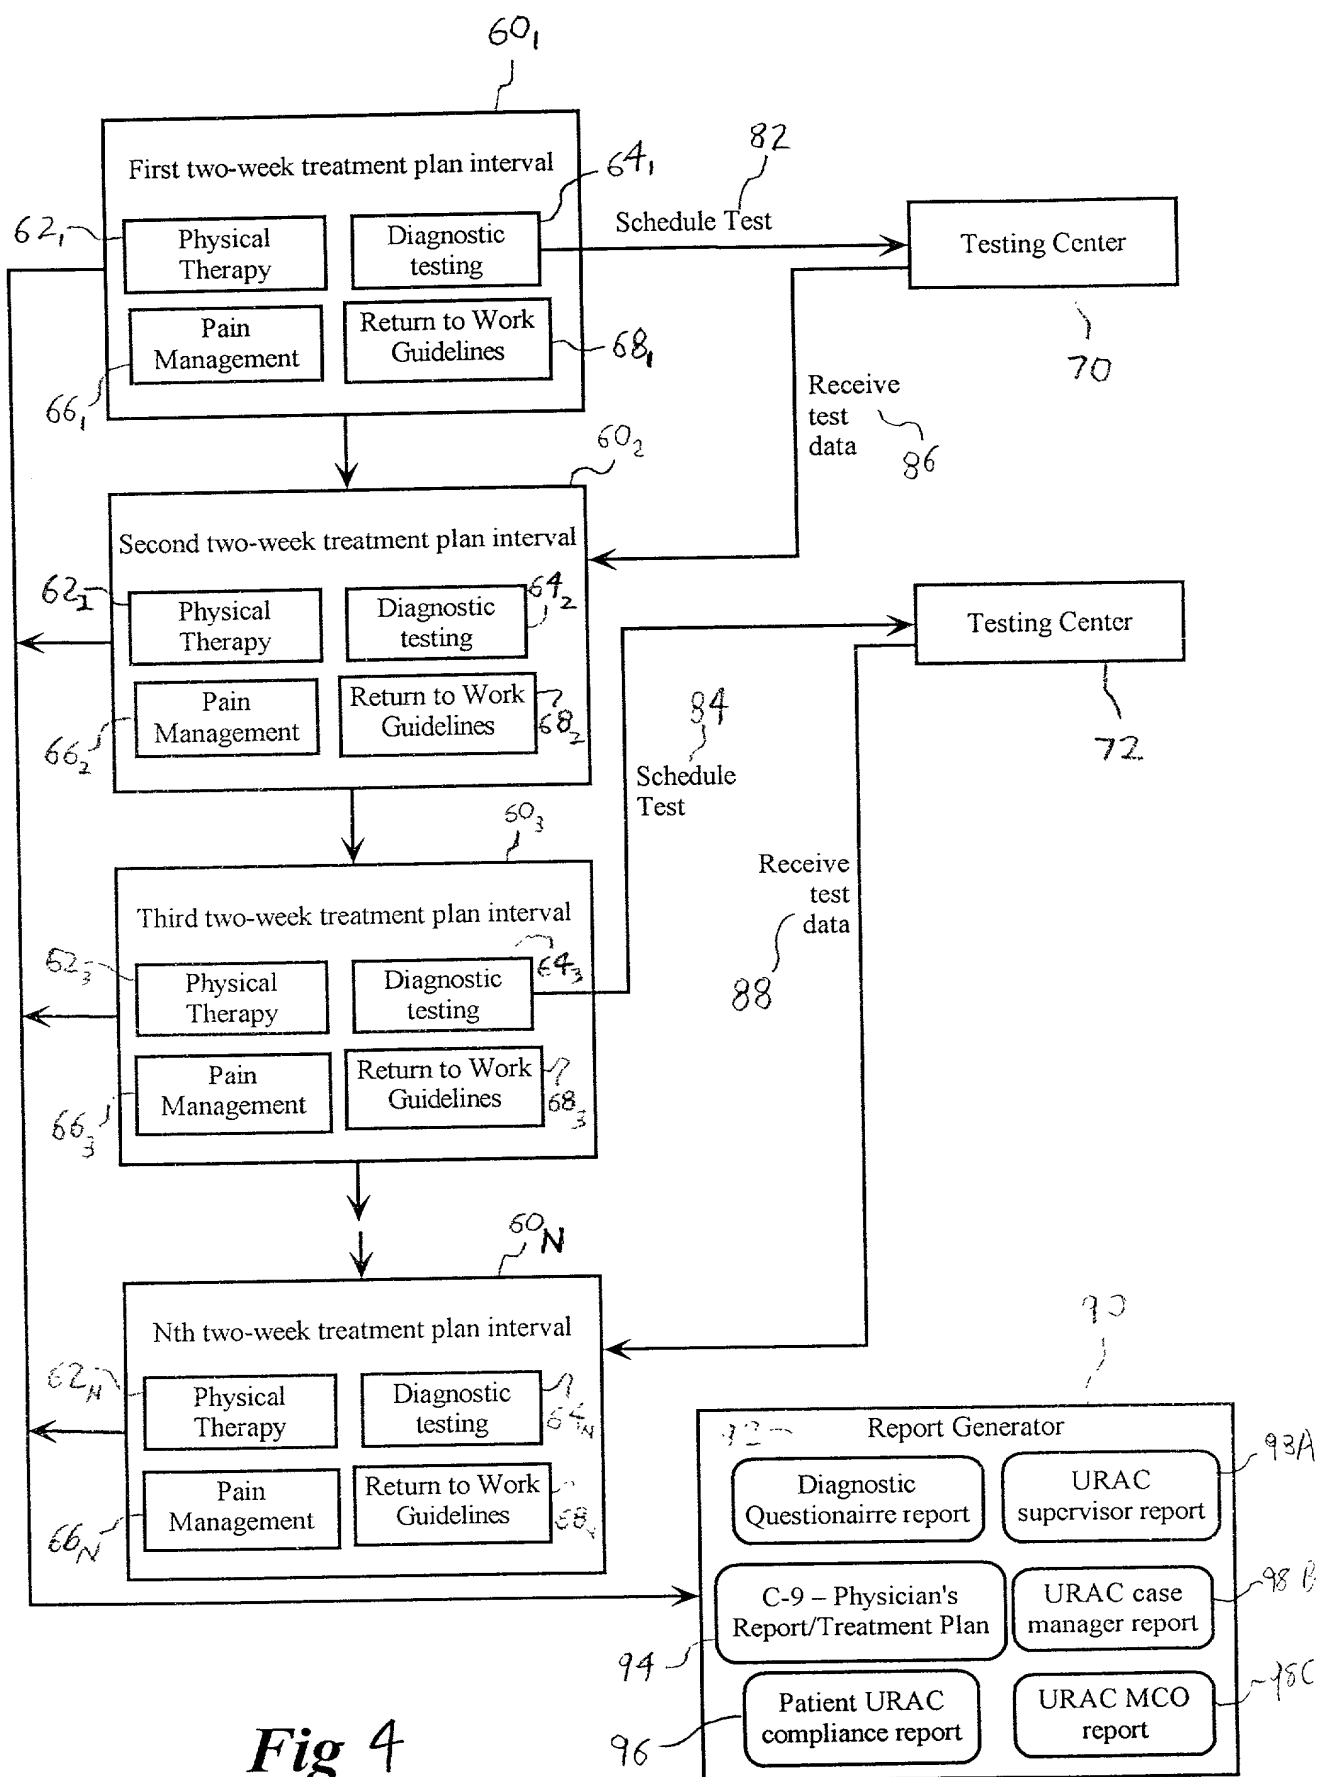 60₁
First two-week treatment plan interval
64₁
82
Schedule Test
Testing Center
62₁
Physical
Therapy
Diagnostic
testing
Pain
Management
Return to Work
Guidelines
68₁
66₁
70
Receive
test
data
86
60₂
Second two-week treatment plan interval
62₂
Physical
Therapy
Diagnostic
testing
64₂
Testing Center
Pain
Management
Return to Work
Guidelines
68₂
66₂
72
84
Schedule
Test
60₃
Third two-week treatment plan interval
62₃
Physical
Therapy
Diagnostic
testing
64₃
Receive
test
data
88
Pain
Management
Return to Work
Guidelines
68₃
66₃
60N
Nth two-week treatment plan interval
62N
Physical
Therapy
Diagnostic
testing
64N
Pain
Management
Return to Work
Guidelines
66N
90
Report Generator
Diagnostic
Questionairre report
URAC
supervisor report
93A
C-9 – Physician's
Report/Treatment Plan
94
URAC case
manager report
98B
Patient URAC
compliance report
96
URAC MCO
report
98C
Fig 4